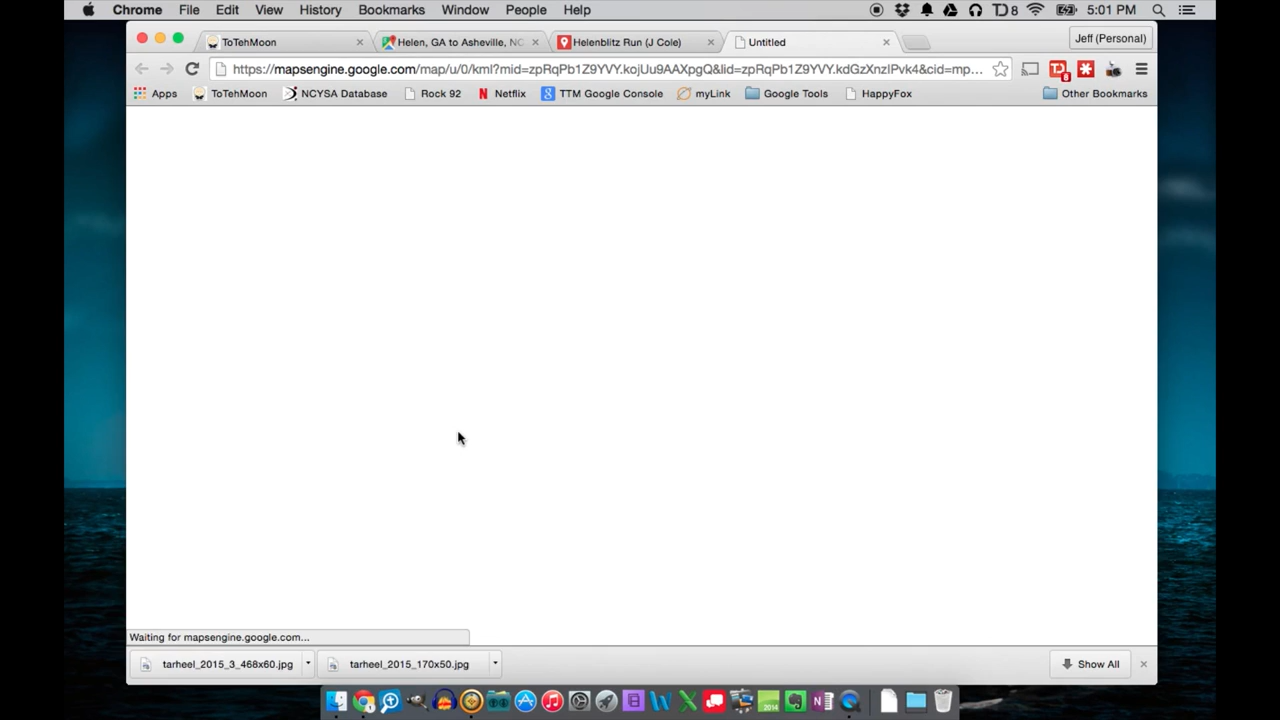 Chrome File Edit View History Bookmarks Window People Help 8 5:01 PM
ToTehMoon Helen, GA to Asheville, NC Helenblitz Run (J Cole) Untitled Jeff (Personal)
https://mapsengine.google.com/map/u/0/kml?mid=zpRqPb1Z9YVY.kojUu9AAXpgQ&lid=zpRqPb1Z9YVY.kdGzXnzlPvk4&cid=mp...
Apps ToTehMoon NCYSA Database Rock 92 Netflix TTM Google Console myLink Google Tools HappyFox Other Bookmarks
Waiting for mapsengine.google.com...
tarheel_2015_3_468x60.jpg tarheel_2015_170x50.jpg Show All
2014